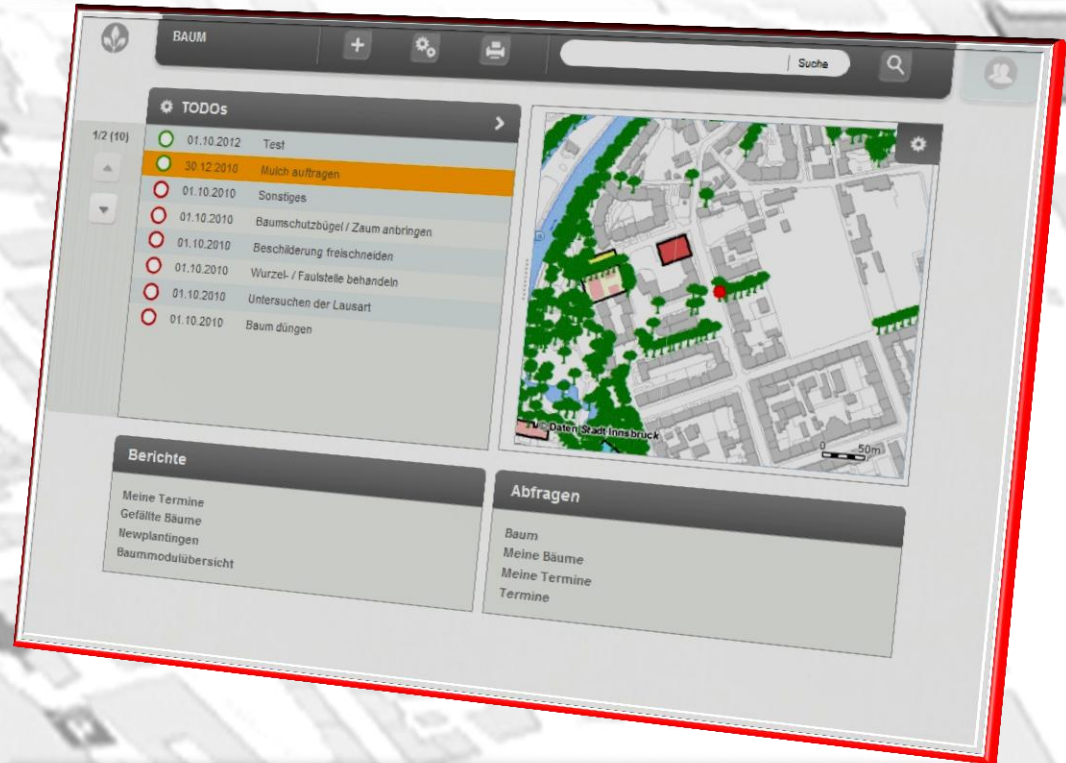 BAUM
Suche
TODOs
1/2 (10)
01.10.2012 Test
30.12.2010 Mulch auftragen
01.10.2010 Sonstiges
01.10.2010 Baumschutzbügel / Zaum anbringen
01.10.2010 Beschilderung freischneiden
01.10.2010 Wurzel- / Faulstelle behandeln
01.10.2010 Untersuchen der Lausart
01.10.2010 Baum düngen
© Daten Stadt Innsbruck
0 50m
Berichte
Meine Termine
Gefällte Bäume
Newplantingen
Baummodulübersicht
Abfragen
Baum
Meine Bäume
Meine Termine
Termine